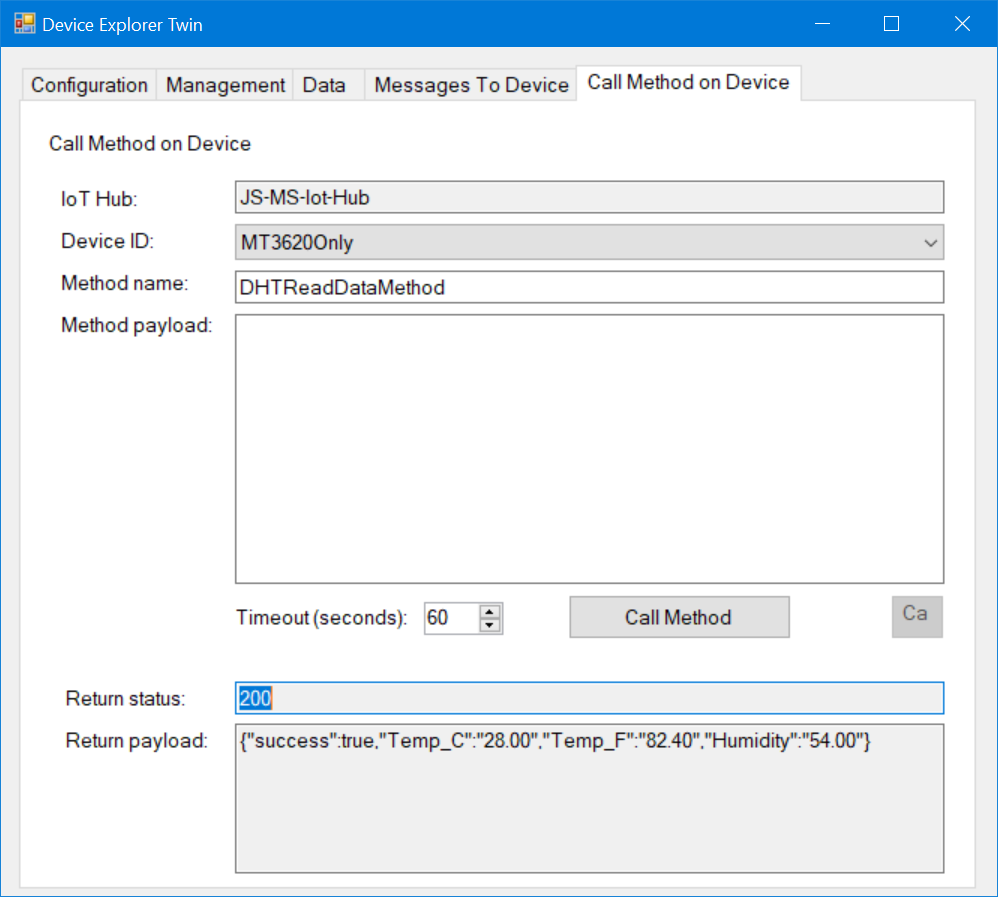 Device Explorer Twin
Configuration Management Data Messages To Device Call Method on Device
Call Method on Device
IoT Hub: JS-MS-Iot-Hub
Device ID: MT3620Only
Method name: DHTReadDataMethod
Method payload:
Timeout (seconds): 60 Call Method Ca
Return status: 200
Return payload: {"success":true,"Temp_C":"28.00","Temp_F":"82.40","Humidity":"54.00"}